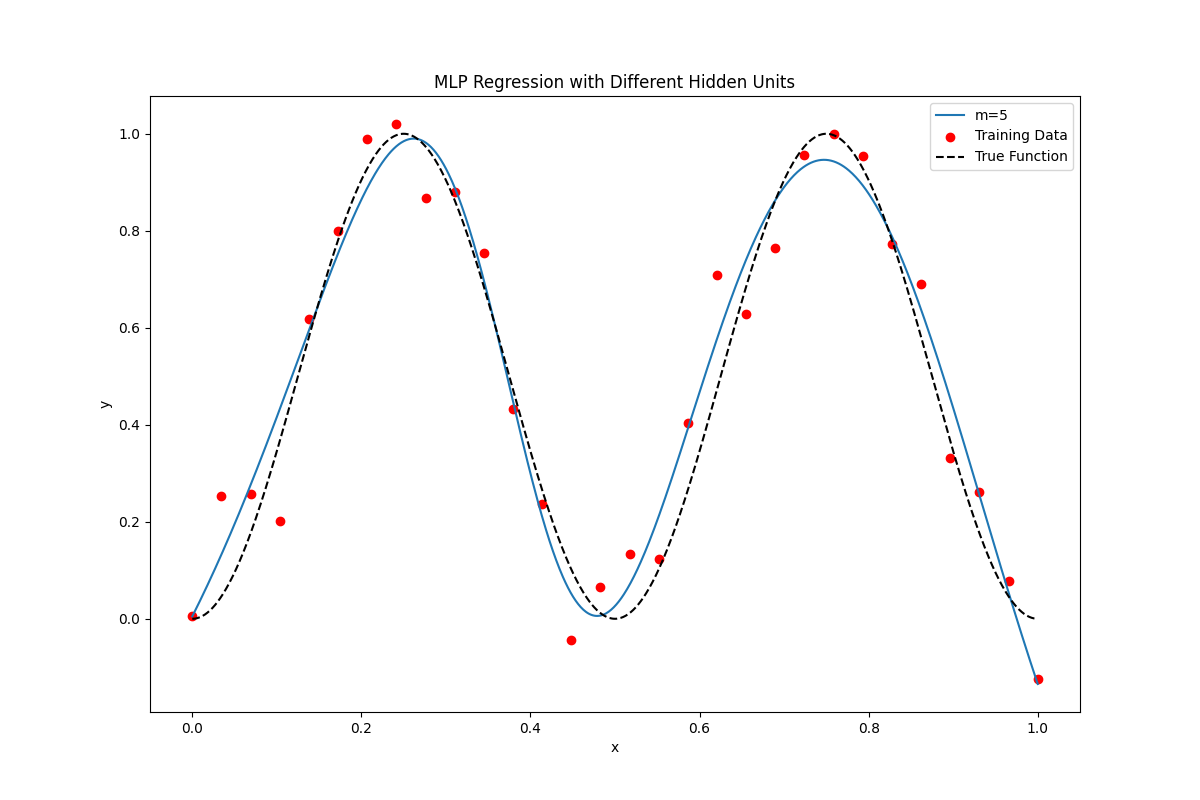 MLP Regression with Different Hidden Units
m=5
Training Data
True Function
1.0
0.8
0.6
0.4
0.2
0.0
y
0.0 0.2 0.4 0.6 0.8 1.0
x